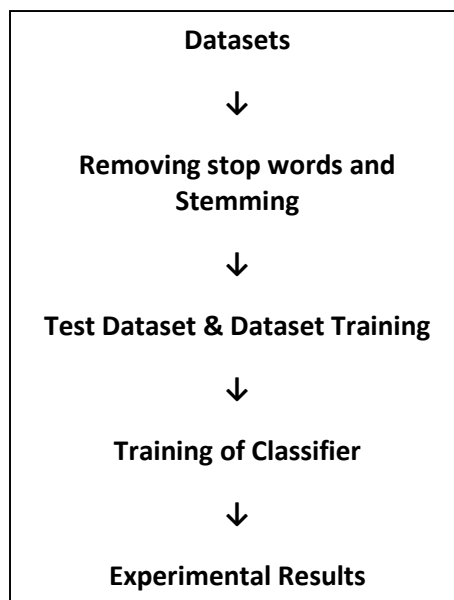 Datasets
↓
Removing stop words and
Stemming
↓
Test Dataset & Dataset Training
↓
Training of Classifier
↓
Experimental Results